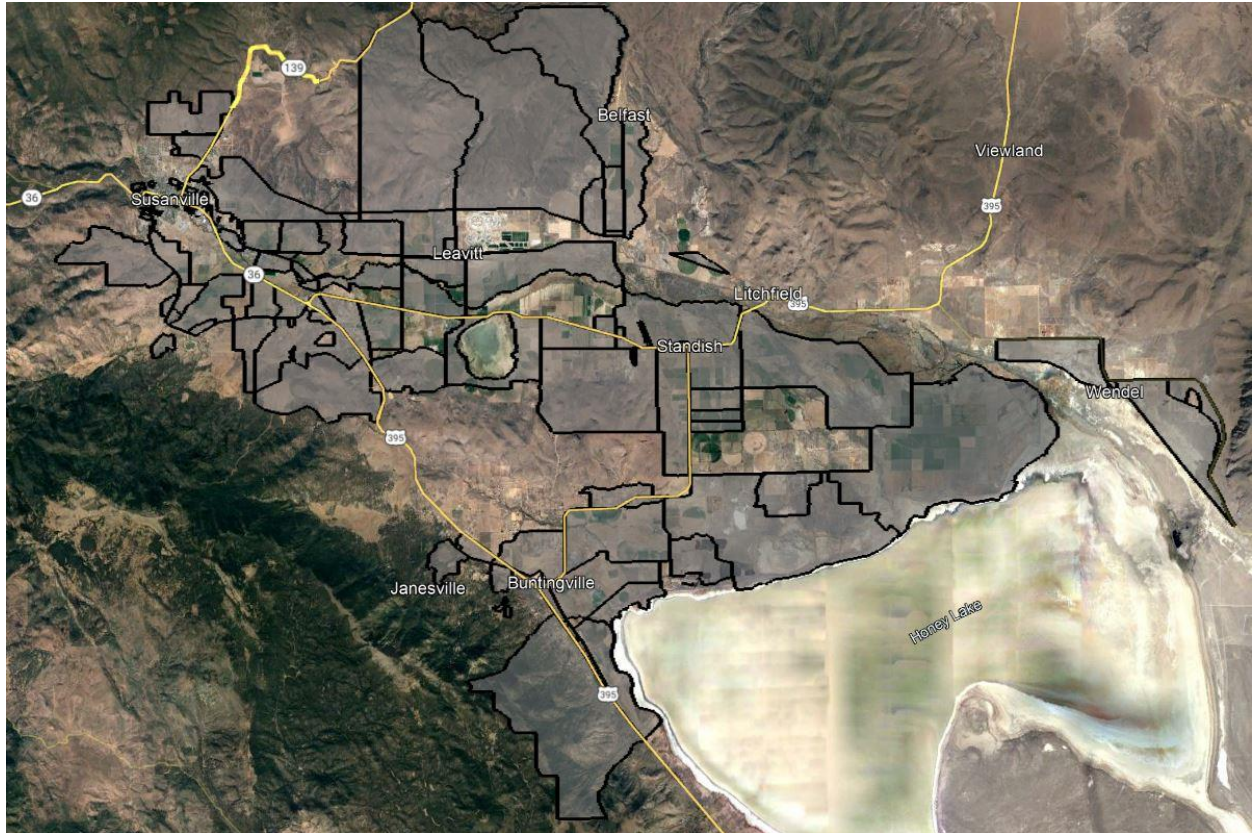 139
Belfast
Viewland
36
Susanville
395
Leavitt
36
Litchfield
395
Standish
Wendel
395
Janesville
Buntingville
Honey Lake
395